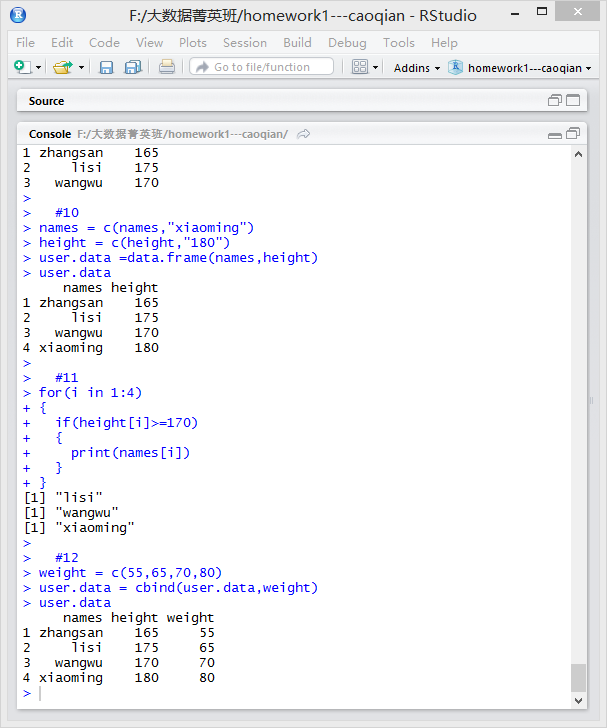 F:/大数据菁英班/homework1---caoqian - RStudio
File Edit Code View Plots Session Build Debug Tools Help
Go to file/function Addins homework1---caoqian
Source
Console F:/大数据菁英班/homework1---caoqian/
1 zhangsan    165
2     lisi    175
3   wangwu    170
>
>   #10
> names = c(names,"xiaoming")
> height = c(height,"180")
> user.data =data.frame(names,height)
> user.data
     names height
1 zhangsan    165
2     lisi    175
3   wangwu    170
4 xiaoming    180
>
>   #11
> for(i in 1:4)
+ {
+   if(height[i]>=170)
+   {
+     print(names[i])
+   }
+ }
[1] "lisi"
[1] "wangwu"
[1] "xiaoming"
>
>   #12
> weight = c(55,65,70,80)
> user.data = cbind(user.data,weight)
> user.data
     names height weight
1 zhangsan    165     55
2     lisi    175     65
3   wangwu    170     70
4 xiaoming    180     80
>